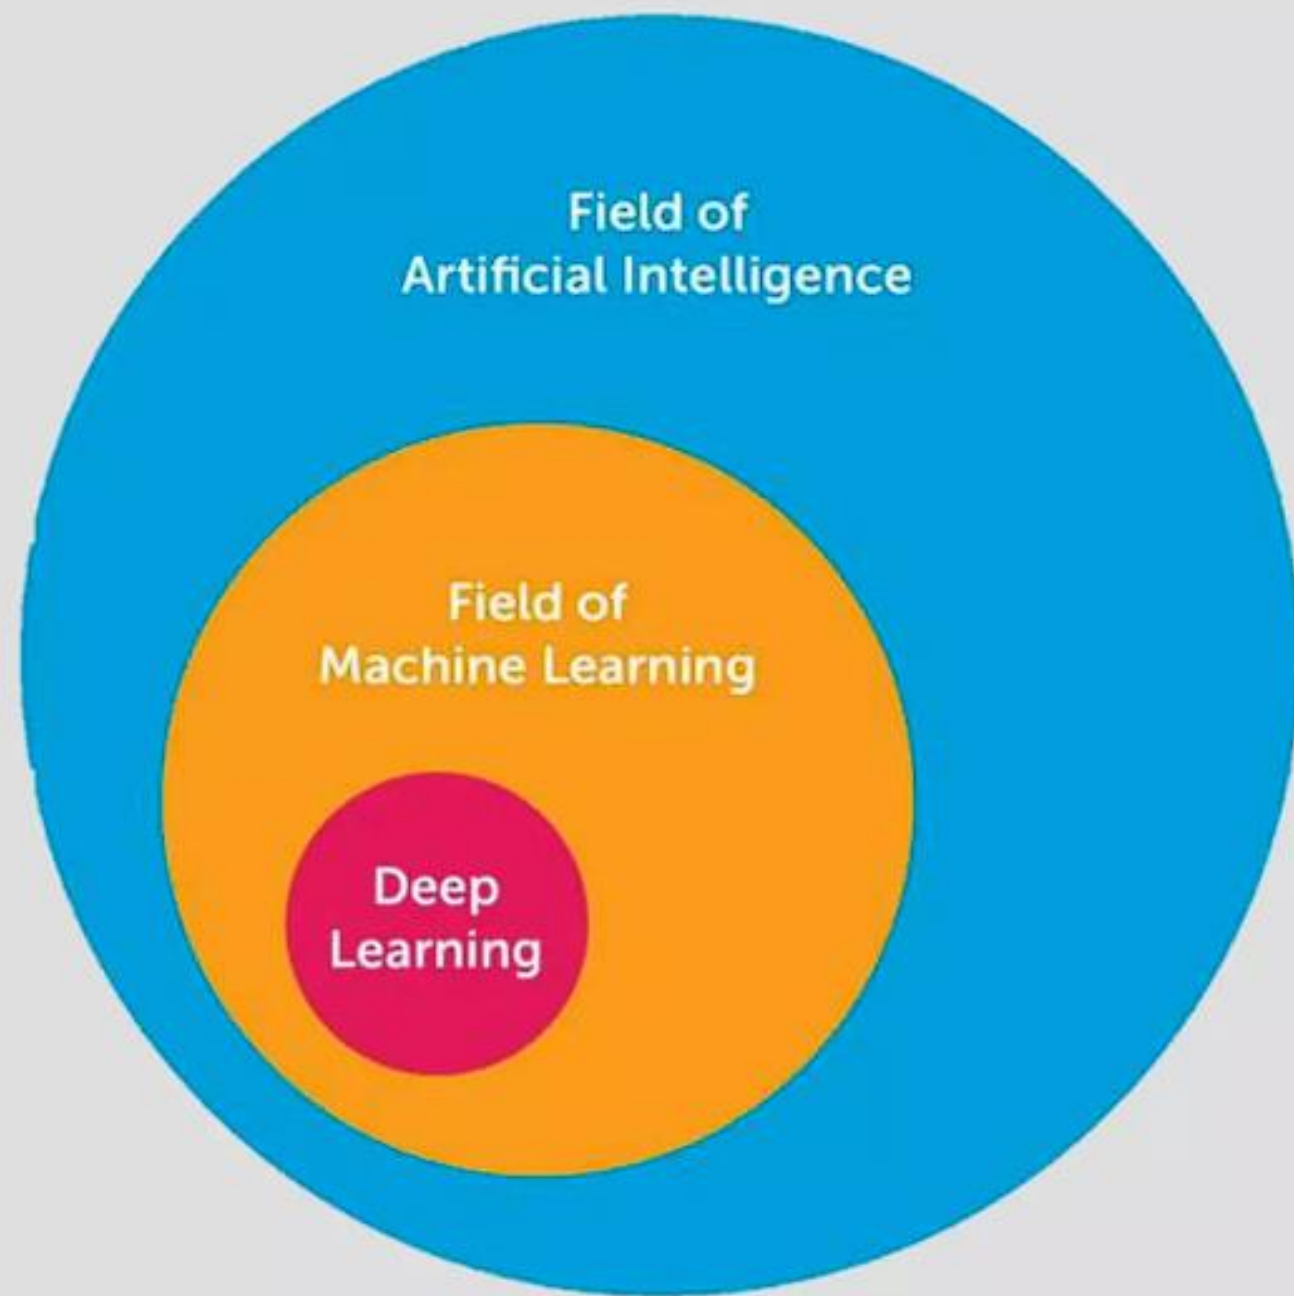 Field of
Artificial Intelligence
Field of
Machine Learning
Deep
Learning